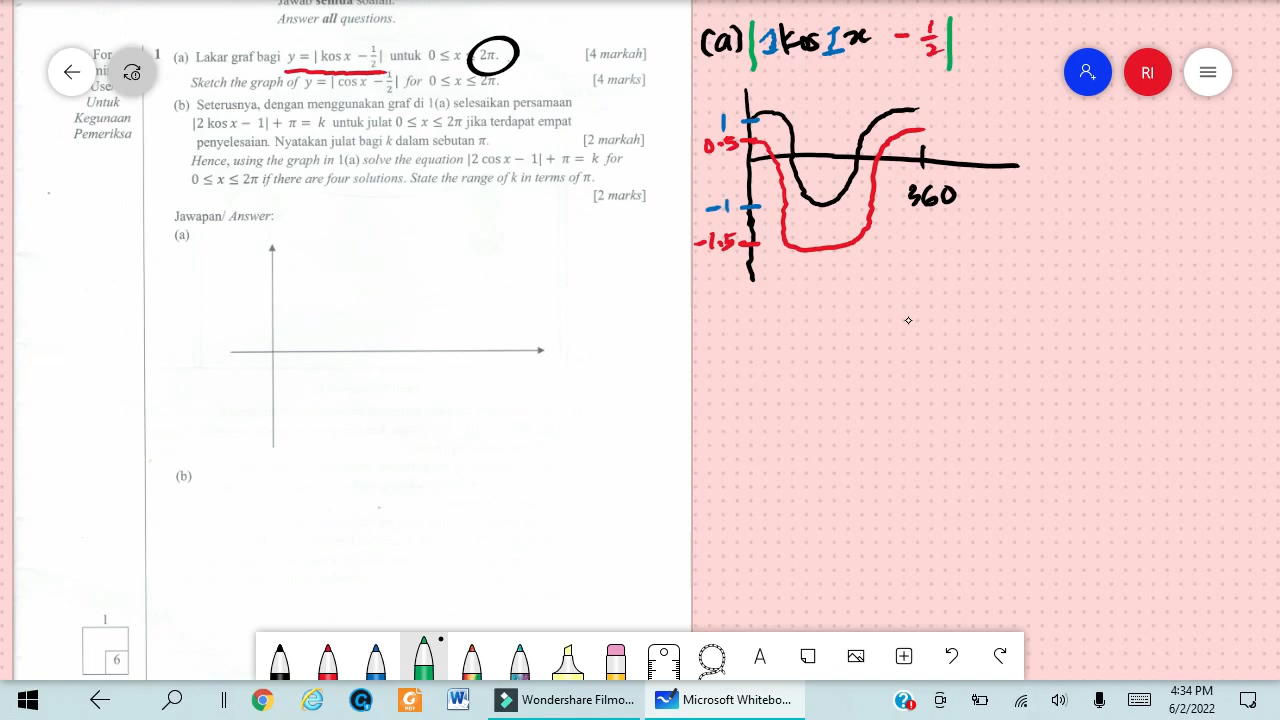 Jawab semua soalan.
Answer all questions.
For
Use
Untuk
Kegunaan
Pemeriksa
1 (a) Lakar graf bagi y = | kos x − 1/2 | untuk 0 ≤ x ≤ 2π. [4 markah]
Sketch the graph of y = | cos x − 1/2 | for 0 ≤ x ≤ 2π. [4 marks]
(b) Seterusnya, dengan menggunakan graf di 1(a) selesaikan persamaan
|2 kos x − 1| + π = k untuk julat 0 ≤ x ≤ 2π jika terdapat empat
penyelesaian. Nyatakan julat bagi k dalam sebutan π. [2 markah]
Hence, using the graph in 1(a) solve the equation |2 cos x − 1| + π = k for
0 ≤ x ≤ 2π if there are four solutions. State the range of k in terms of π.
[2 marks]
Jawapan/ Answer:
(a)
(b)
1
6
(a) | 1 kos 1 x − 1/2 |
1
0.5
-1
-1.5
360
RI
A
Wondershare Filmo...
Microsoft Whitebo...
4:34 PM
6/2/2022